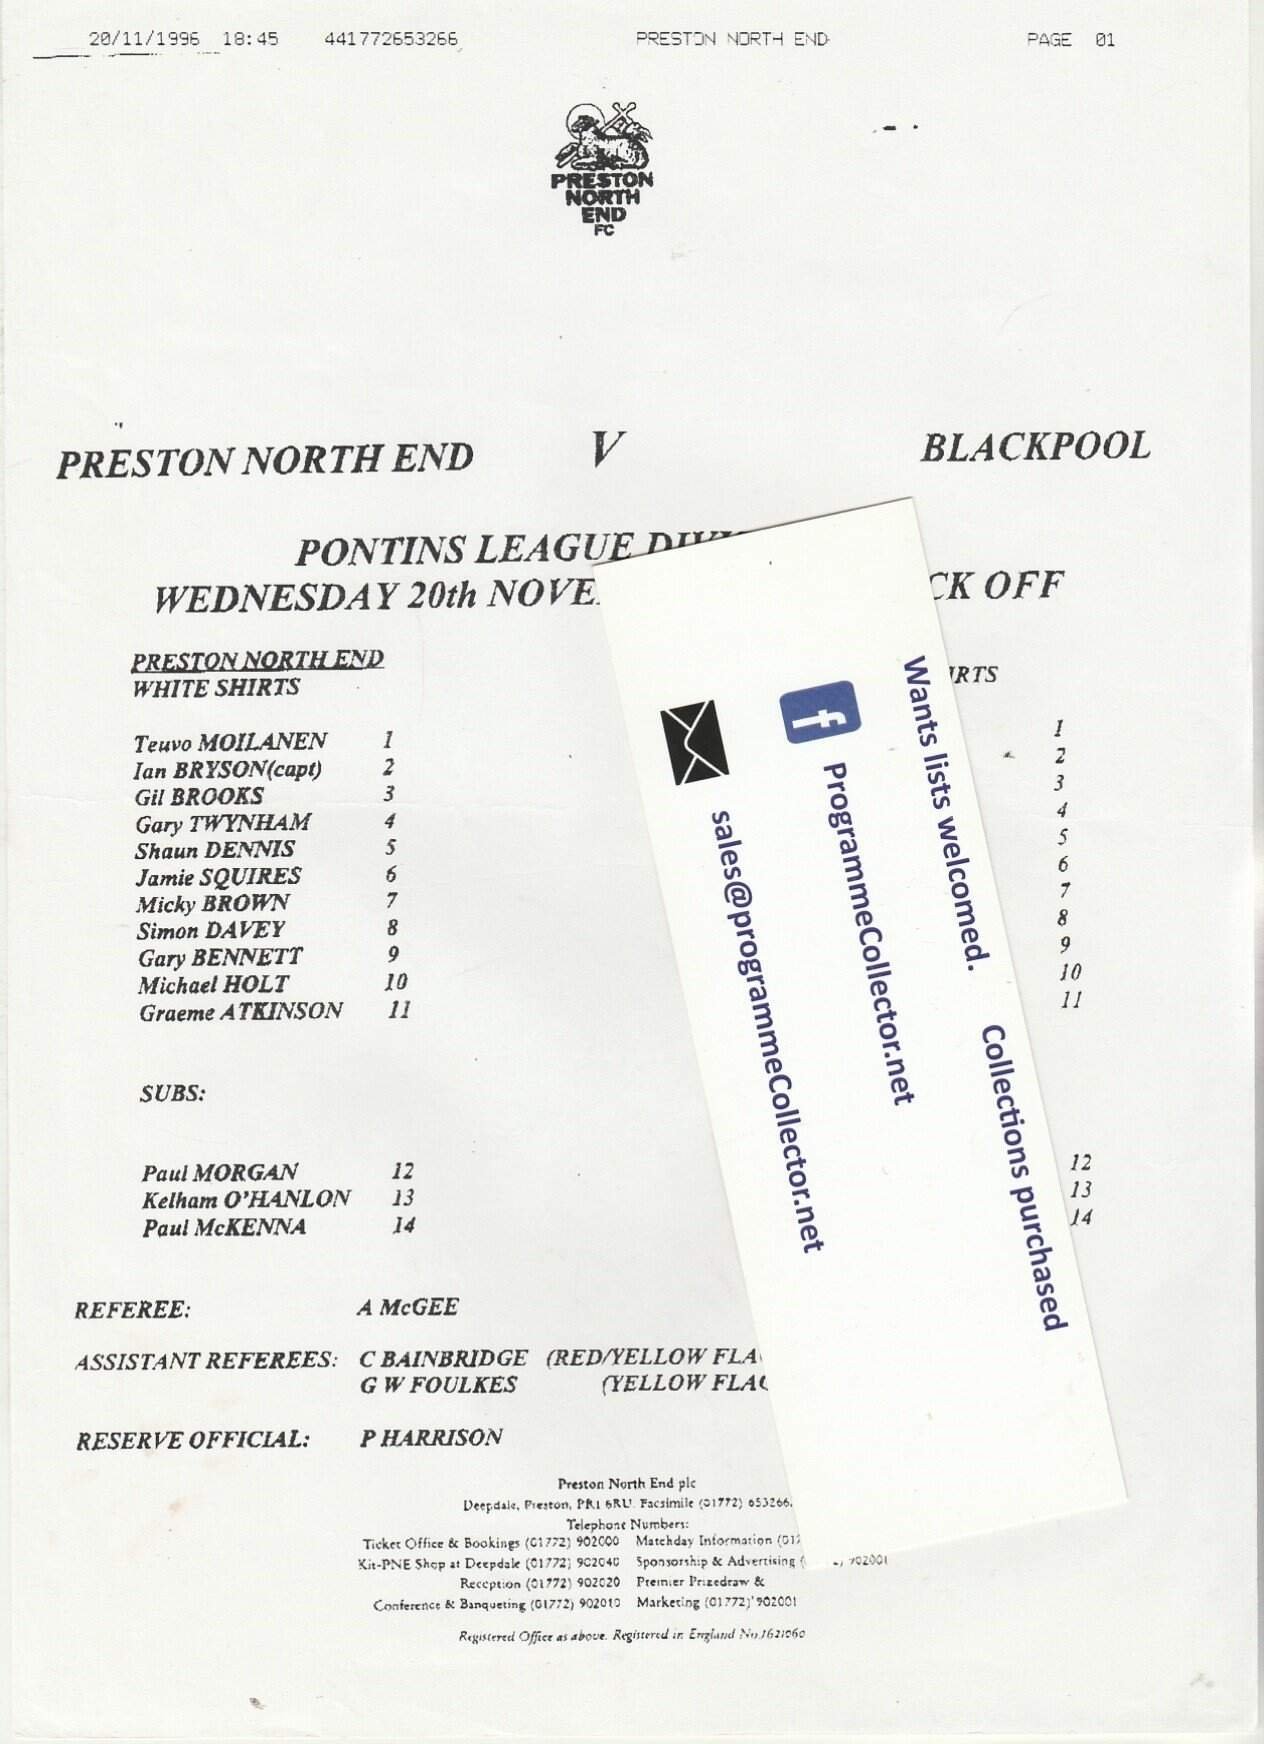 20/11/1996 18:45 441772653266 PRESTON NORTH END PAGE 01
PRESTON
NORTH
END
FC
PRESTON NORTH END V BLACKPOOL
PONTINS LEAGUE
WEDNESDAY 20th NOVE CK OFF
PRESTON NORTH END
WHITE SHIRTS RTS
Teuvo MOILANEN 1 1
Ian BRYSON(capt) 2 2
Gil BROOKS 3 3
Gary TWYNHAM 4 4
Shaun DENNIS 5 5
Jamie SQUIRES 6 6
Micky BROWN 7 7
Simon DAVEY 8 8
Gary BENNETT 9 9
Michael HOLT 10 10
Graeme ATKINSON 11 11
SUBS:
Paul MORGAN 12 12
Kelham O'HANLON 13 13
Paul McKENNA 14 14
REFEREE: A McGEE
ASSISTANT REFEREES: C BAINBRIDGE (RED/YELLOW FLA
G W FOULKES (YELLOW FLAG
RESERVE OFFICIAL: P HARRISON
Preston North End plc
Deepdale, Preston, PR1 6RU. Facsimile (01772) 653266.
Telephone Numbers:
Ticket Office & Bookings (01772) 902000 Matchday Information (017
Kit-PNE Shop at Deepdale (01772) 902040 Sponsorship & Advertising ( 902001
Reception (01772) 902020 Premier Prizedraw &
Conference & Banqueting (01772) 902010 Marketing (01772) 902001
Registered Office as above. Registered in England No.1621060
Wants lists welcomed. Collections purchased
f ProgrammeCollector.net
sales@programmeCollector.net